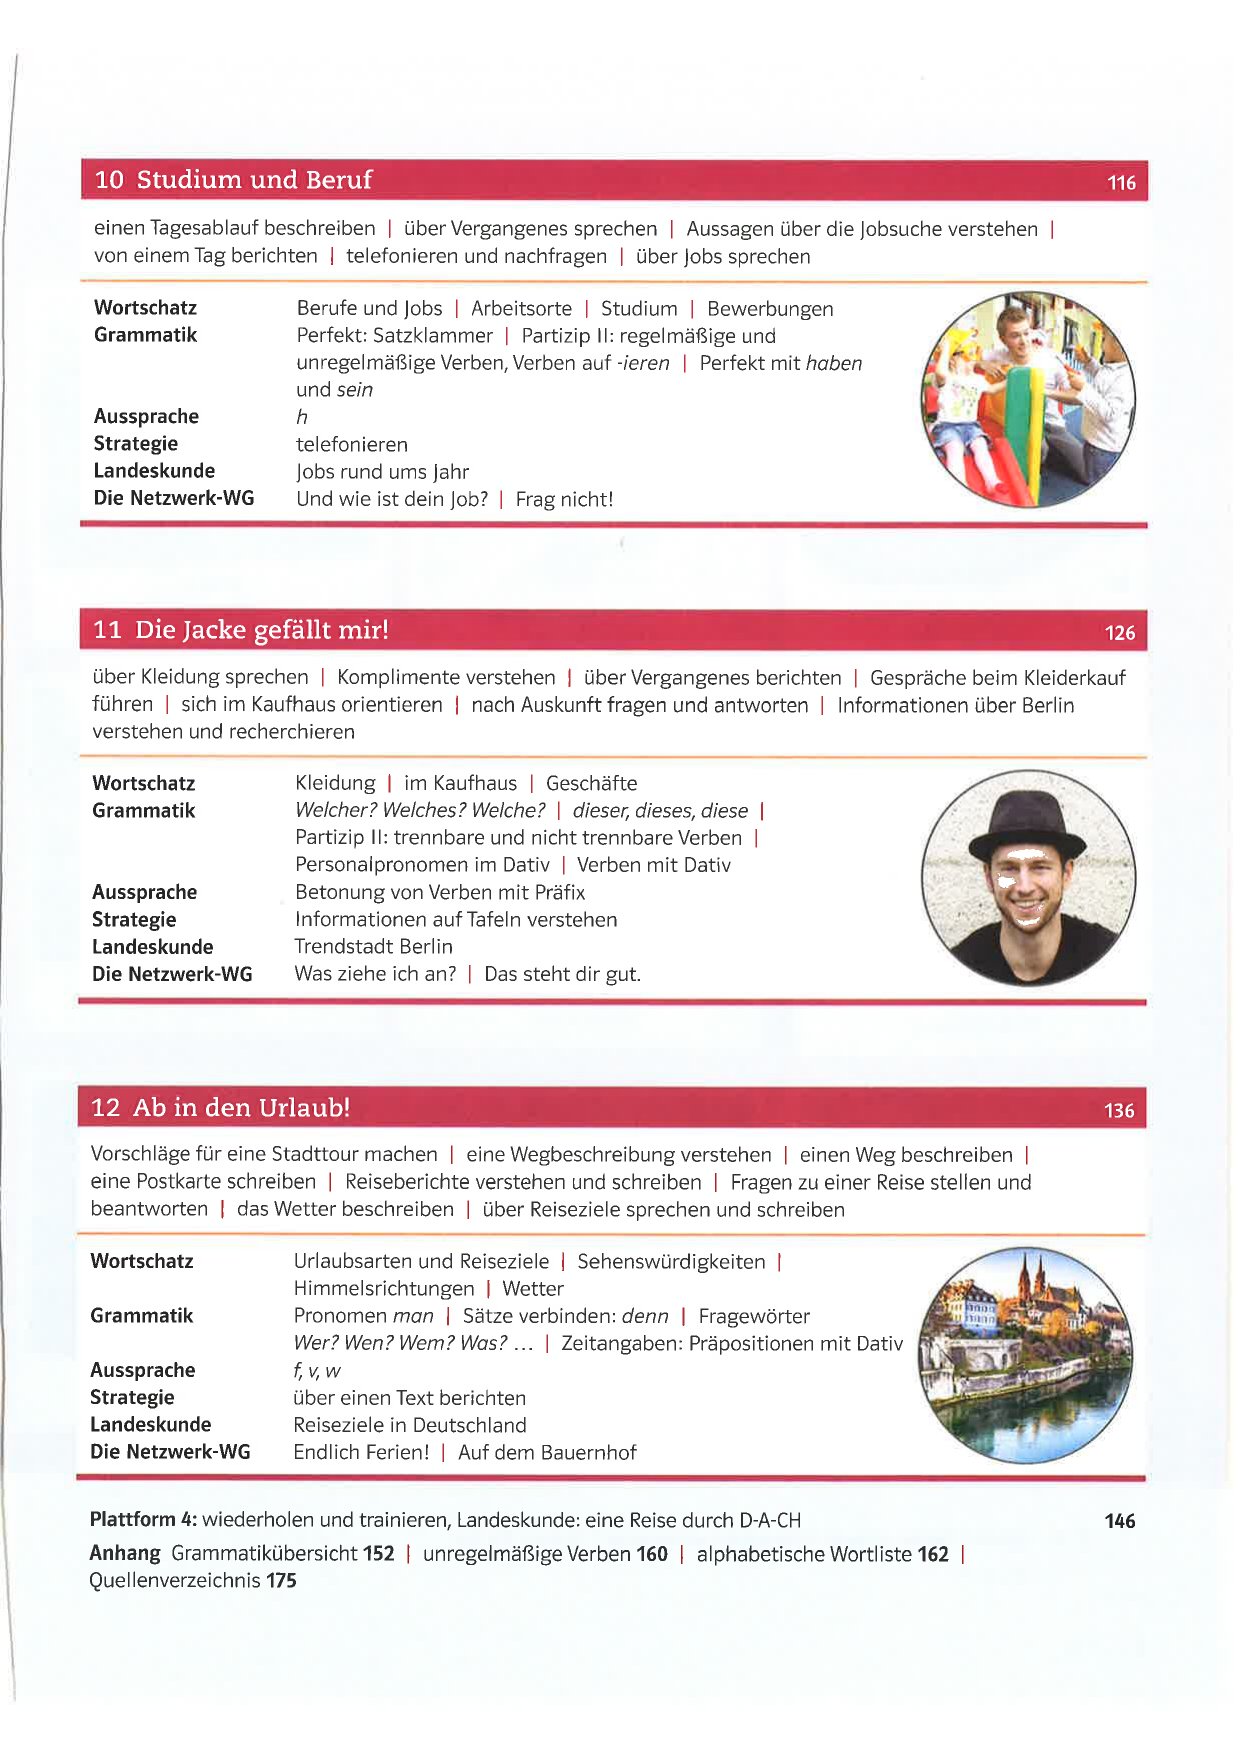 10 Studium und Beruf 116
einen Tagesablauf beschreiben | über Vergangenes sprechen | Aussagen über die Jobsuche verstehen |
von einem Tag berichten | telefonieren und nachfragen | über Jobs sprechen
Wortschatz Berufe und Jobs | Arbeitsorte | Studium | Bewerbungen
Grammatik Perfekt: Satzklammer | Partizip II: regelmäßige und
unregelmäßige Verben, Verben auf -ieren | Perfekt mit haben
und sein
Aussprache h
Strategie telefonieren
Landeskunde Jobs rund ums Jahr
Die Netzwerk-WG Und wie ist dein Job? | Frag nicht!
11 Die Jacke gefällt mir! 126
über Kleidung sprechen | Komplimente verstehen | über Vergangenes berichten | Gespräche beim Kleiderkauf
führen | sich im Kaufhaus orientieren | nach Auskunft fragen und antworten | Informationen über Berlin
verstehen und recherchieren
Wortschatz Kleidung | im Kaufhaus | Geschäfte
Grammatik Welcher? Welches? Welche? | dieser, dieses, diese |
Partizip II: trennbare und nicht trennbare Verben |
Personalpronomen im Dativ | Verben mit Dativ
Aussprache Betonung von Verben mit Präfix
Strategie Informationen auf Tafeln verstehen
Landeskunde Trendstadt Berlin
Die Netzwerk-WG Was ziehe ich an? | Das steht dir gut.
12 Ab in den Urlaub! 136
Vorschläge für eine Stadttour machen | eine Wegbeschreibung verstehen | einen Weg beschreiben |
eine Postkarte schreiben | Reiseberichte verstehen und schreiben | Fragen zu einer Reise stellen und
beantworten | das Wetter beschreiben | über Reiseziele sprechen und schreiben
Wortschatz Urlaubsarten und Reiseziele | Sehenswürdigkeiten |
Himmelsrichtungen | Wetter
Grammatik Pronomen man | Sätze verbinden: denn | Fragewörter
Wer? Wen? Wem? Was? ... | Zeitangaben: Präpositionen mit Dativ
Aussprache f, v, w
Strategie über einen Text berichten
Landeskunde Reiseziele in Deutschland
Die Netzwerk-WG Endlich Ferien! | Auf dem Bauernhof
Plattform 4: wiederholen und trainieren, Landeskunde: eine Reise durch D-A-CH 146
Anhang Grammatikübersicht 152 | unregelmäßige Verben 160 | alphabetische Wortliste 162 |
Quellenverzeichnis 175